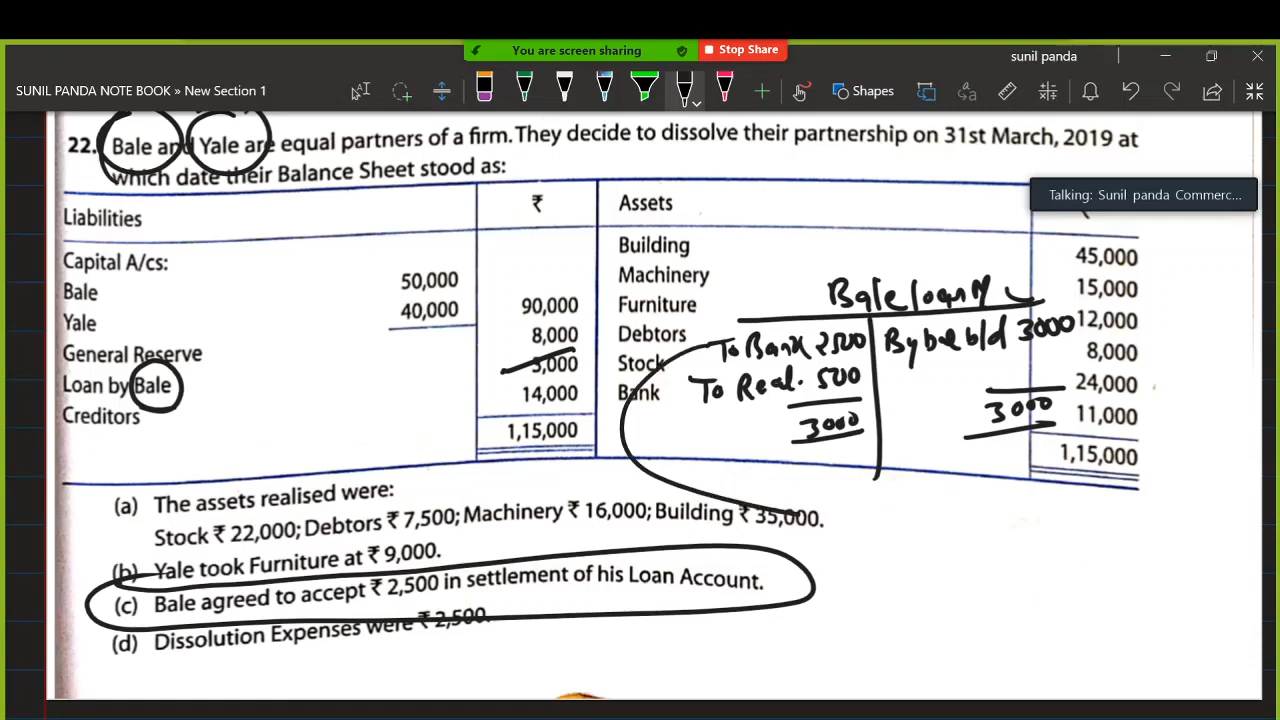 You are screen sharing
Stop Share
sunil panda
SUNIL PANDA NOTE BOOK » New Section 1
Shapes
Talking: Sunil panda Commerc...
22. Bale and Yale are equal partners of a firm. They decide to dissolve their partnership on 31st March, 2019 at
which date their Balance Sheet stood as:
Liabilities ₹ Assets
Capital A/cs: Building 45,000
Bale 50,000 Machinery 15,000
Yale 40,000 90,000 Furniture 12,000
General Reserve 8,000 Debtors 8,000
Loan by Bale 3,000 Stock 24,000
Creditors 14,000 Bank 11,000
1,15,000 1,15,000
Bale loan A/c
To Bank 2500 By bal b/d 3000
To Real. 500
3000 3000
(a) The assets realised were:
Stock ₹ 22,000; Debtors ₹ 7,500; Machinery ₹ 16,000; Building ₹ 35,000.
(b) Yale took Furniture at ₹ 9,000.
(c) Bale agreed to accept ₹ 2,500 in settlement of his Loan Account.
(d) Dissolution Expenses were ₹ 2,500.